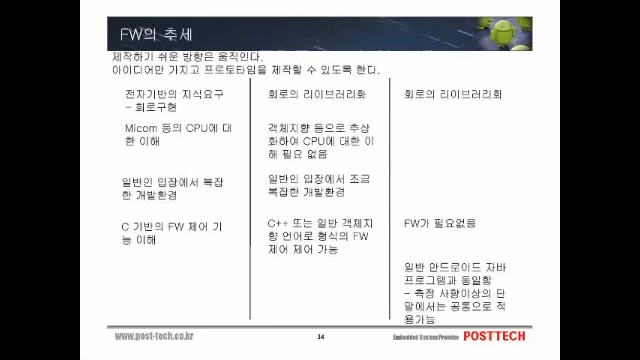 FW의 추세
제작하기 쉬운 방향은 움직인다.
아이디어만 가지고 프로토타임을 제작할 수 있도록 한다.
전자기반의 지식요구
- 회로구현
Micom 등의 CPU에 대
한 이해
일반인 입장에서 복잡
한 개발환경
C 기반의 FW 제어 기
능 이해
회로의 리이브러리화
객체지향 등으로 추상
화하여 CPU에 대한 이
해 필요 없음
일반인 입장에서 조금
복잡한 개발환경
C++ 또는 일반 객체지
향 언어로 형식의 FW
제어 제어 가능
회로의 리이브러리화
FW가 필요없음
일반 안드로이드 자바
프로그램과 동일함
- 측정 사향이상의 단
말에서는 공통으로 적
용가능
www.post-tech.co.kr
34
Embedded System Provider POSTTECH